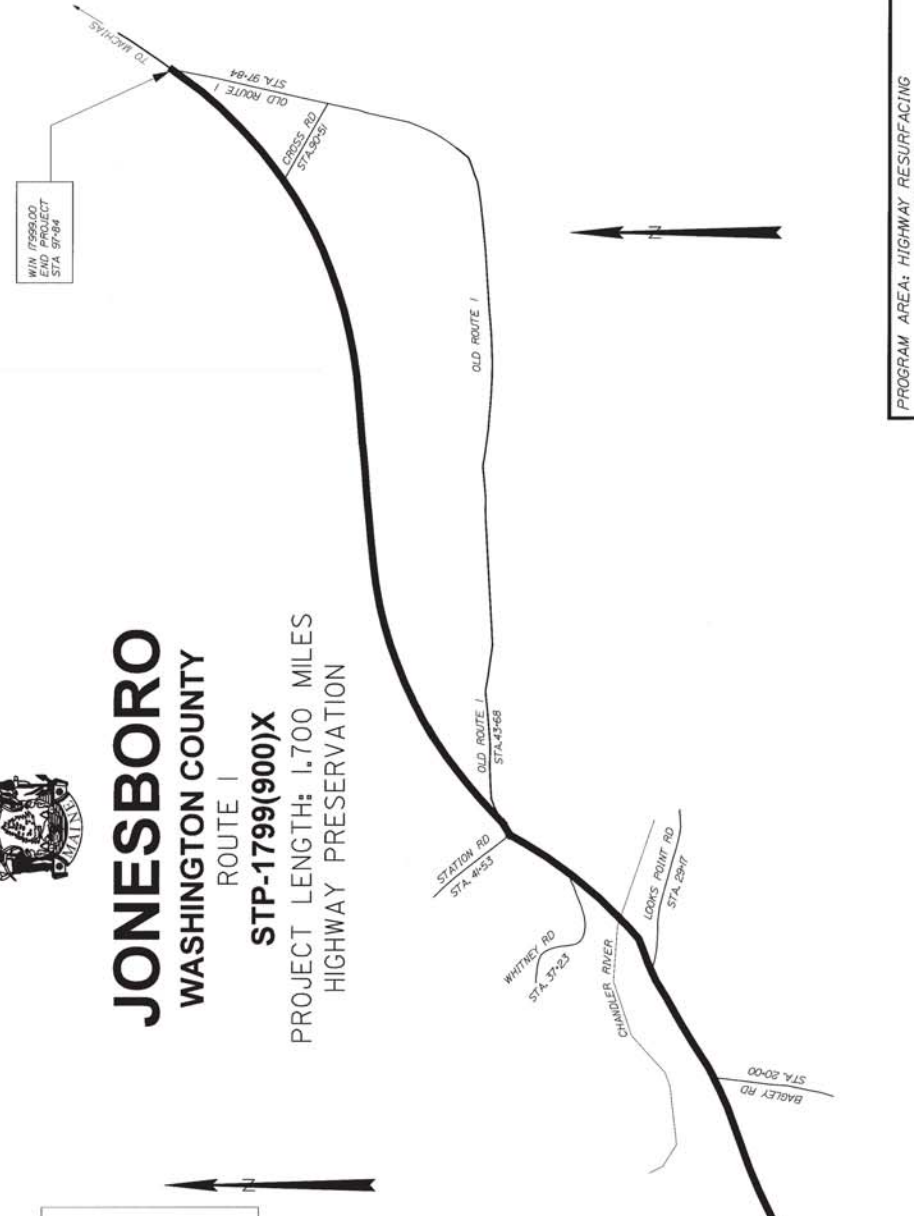 MAINE
JONESBORO
WASHINGTON COUNTY
ROUTE 1
STP-1799(900)X
PROJECT LENGTH: 1.700 MILES
HIGHWAY PRESERVATION
WIN 17999.00
END PROJECT
STA 97+84
TO MACHIAS
OLD ROUTE 1
STA. 97+84
CROSS RD
STA. 90+51
OLD ROUTE 1
N
OLD ROUTE 1
STA. 43+68
STATION RD
STA. 41+53
WHITNEY RD
STA. 37+23
CHANDLER RIVER
LOOKS POINT RD
STA. 29+17
BAGLEY RD
STA. 20+00
N
PROGRAM AREA: HIGHWAY RESURFACING